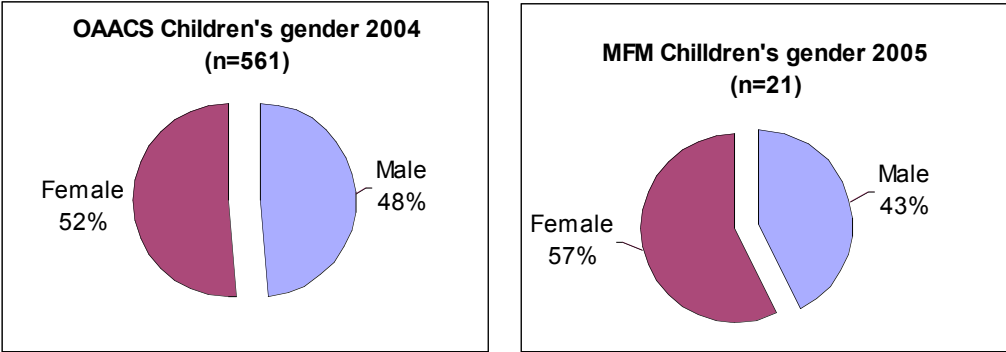 OAACS Children's gender 2004
(n=561)
Female
52%
Male
48%
MFM Chilldren's gender 2005
(n=21)
Female
57%
Male
43%